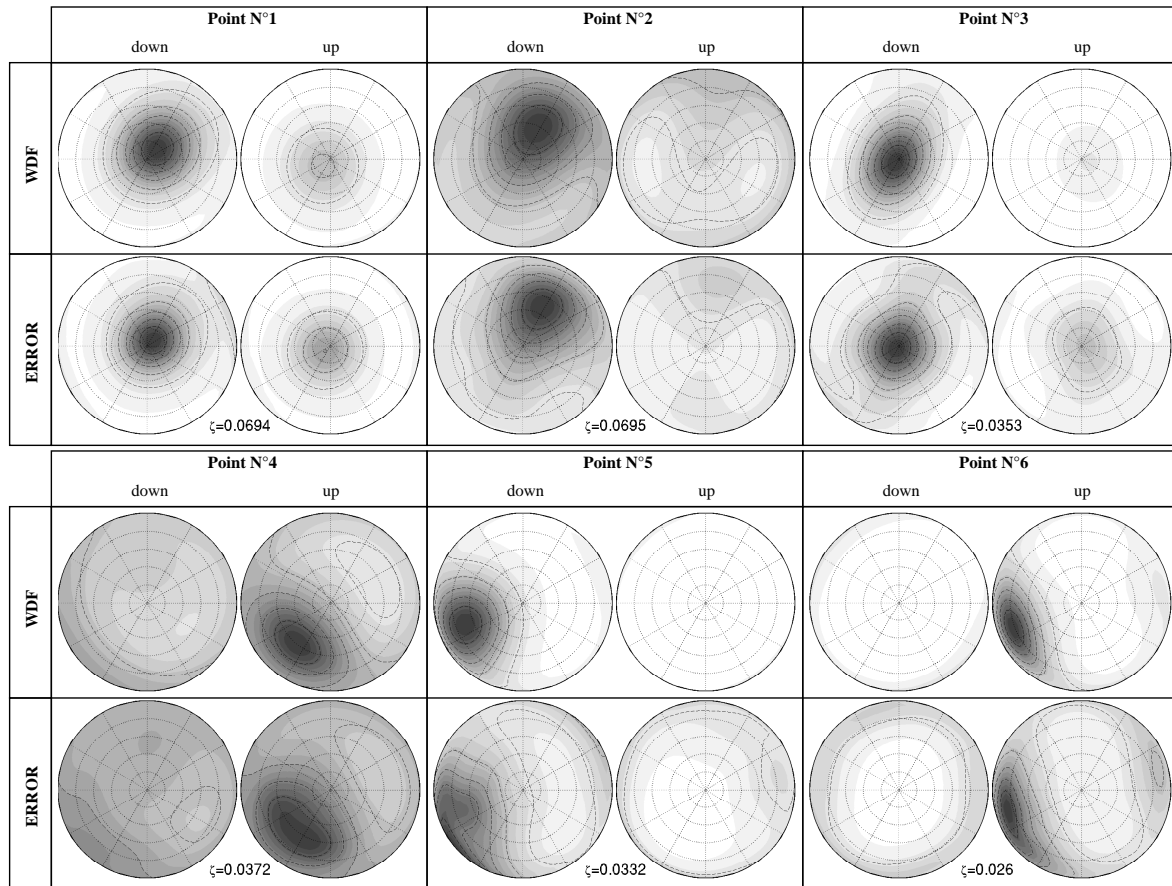 Point N°1 Point N°2 Point N°3
down up down up down up
WDF
ERROR
ζ=0.0694 ζ=0.0695 ζ=0.0353
Point N°4 Point N°5 Point N°6
down up down up down up
WDF
ERROR
ζ=0.0372 ζ=0.0332 ζ=0.026